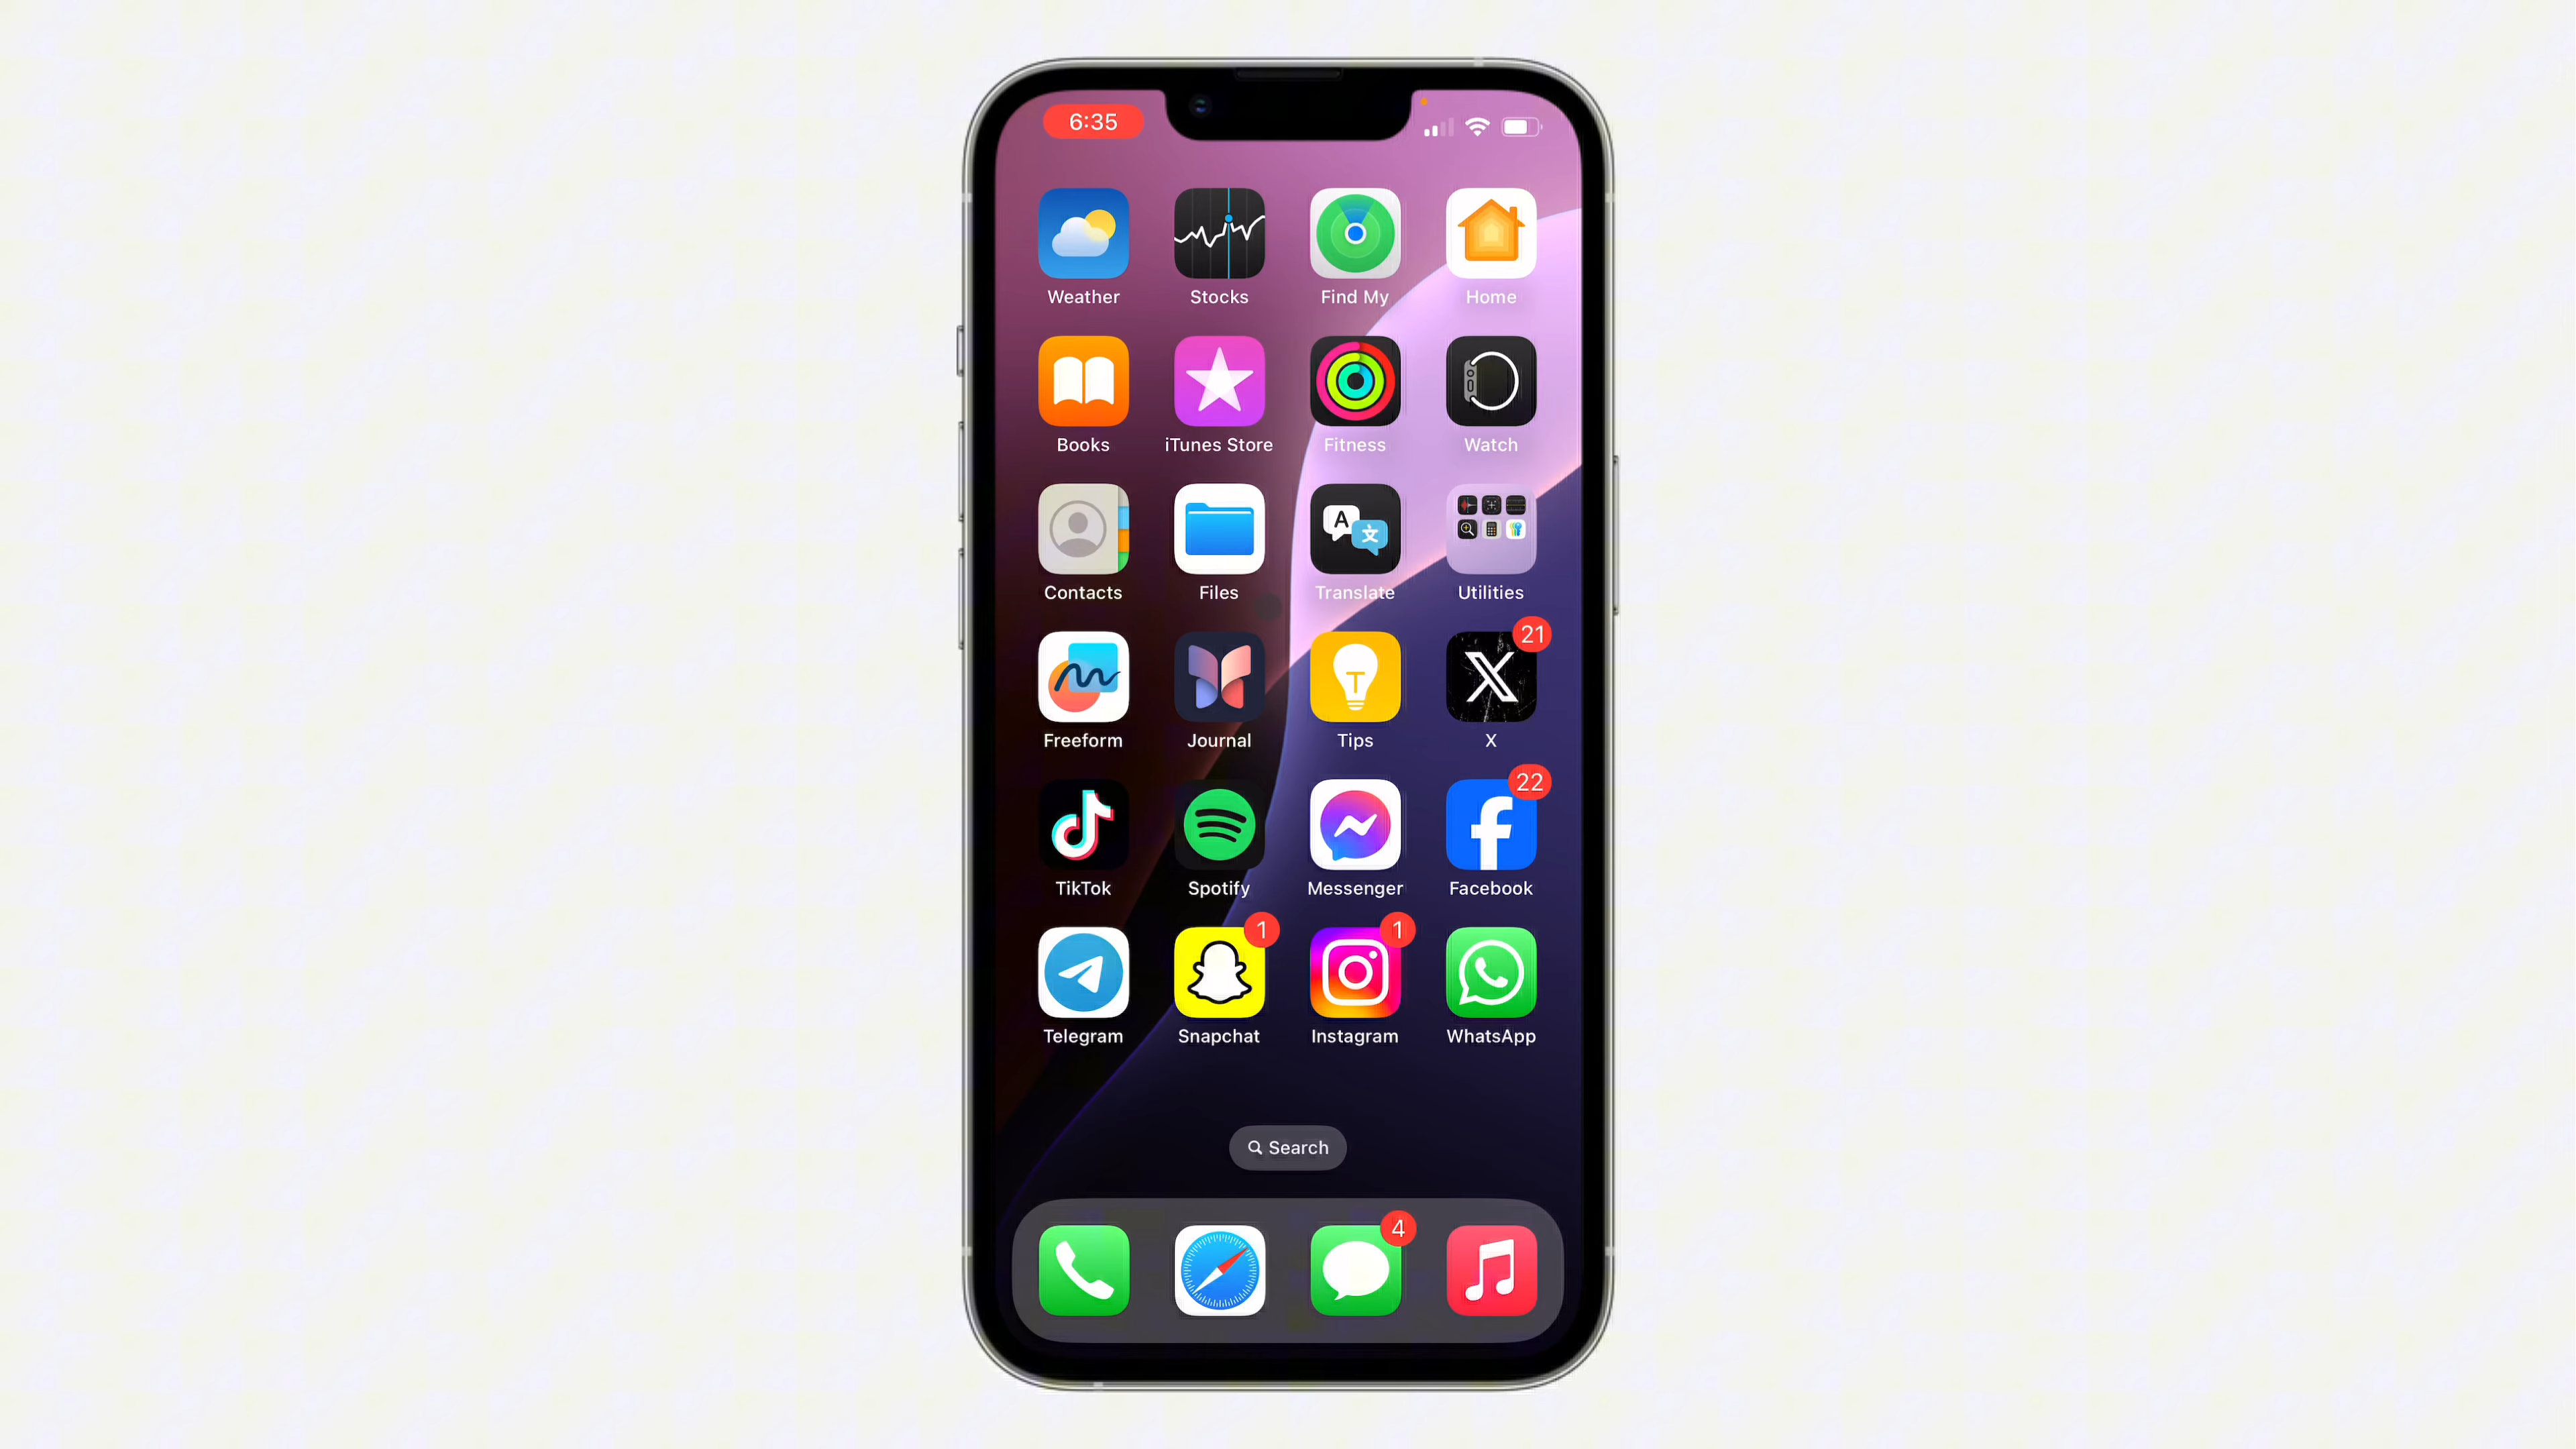 6:35
Weather Stocks Find My Home
Books iTunes Store Fitness Watch
A 文
Contacts Files Translate Utilities
21
T
Freeform Journal Tips X
22
TikTok Spotify Messenger Facebook
1 1
Telegram Snapchat Instagram WhatsApp
Search
4